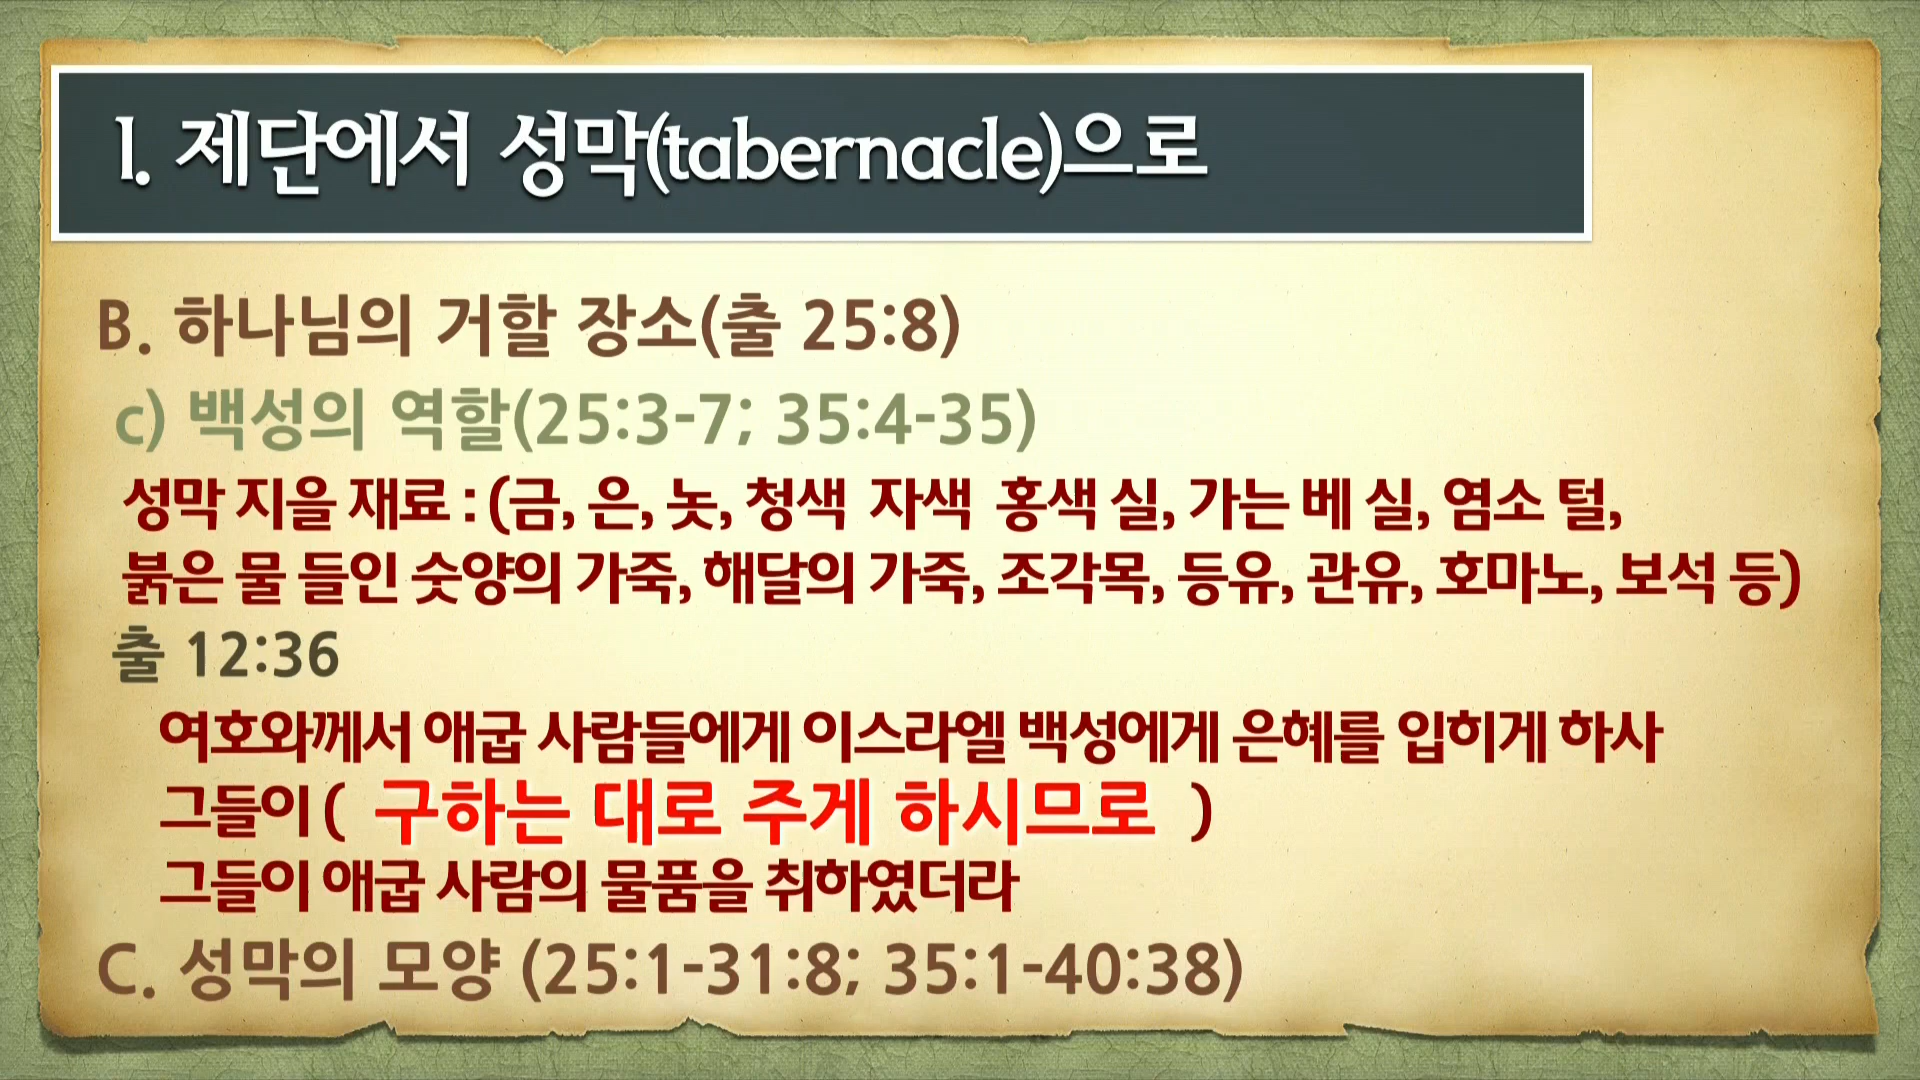 1. 제단에서 성막(tabernacle)으로
B. 하나님의 거할 장소(출 25:8)
c) 백성의 역할(25:3-7; 35:4-35)
성막 지을 재료 : (금, 은, 놋, 청색 자색 홍색 실, 가는 베 실, 염소 털,
붉은 물 들인 숫양의 가죽, 해달의 가죽, 조각목, 등유, 관유, 호마노, 보석 등)
출 12:36
여호와께서 애굽 사람들에게 이스라엘 백성에게 은혜를 입히게 하사
그들이 ( 구하는 대로 주게 하시므로 )
그들이 애굽 사람의 물품을 취하였더라
C. 성막의 모양 (25:1-31:8; 35:1-40:38)